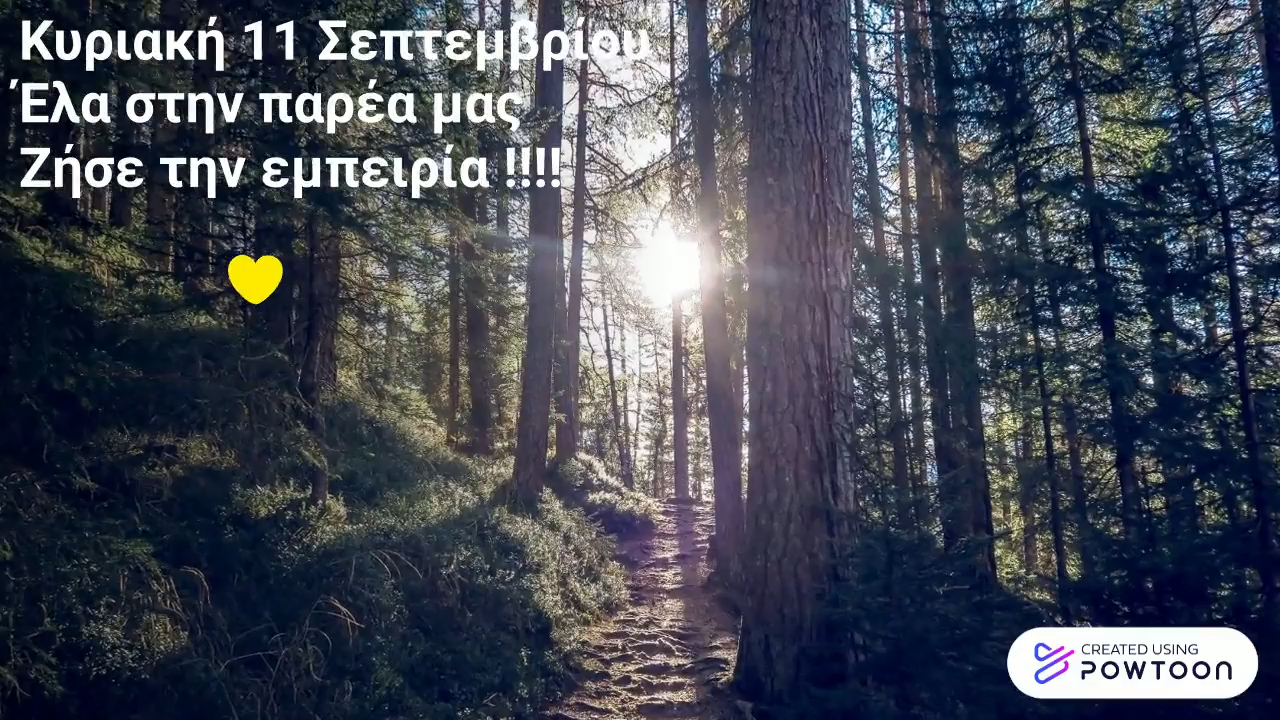 Κυριακή 11 Σεπτεμβρίου
Έλα στην παρέα μας
Ζήσε την εμπειρία !!!!
CREATED USING
POWTOON